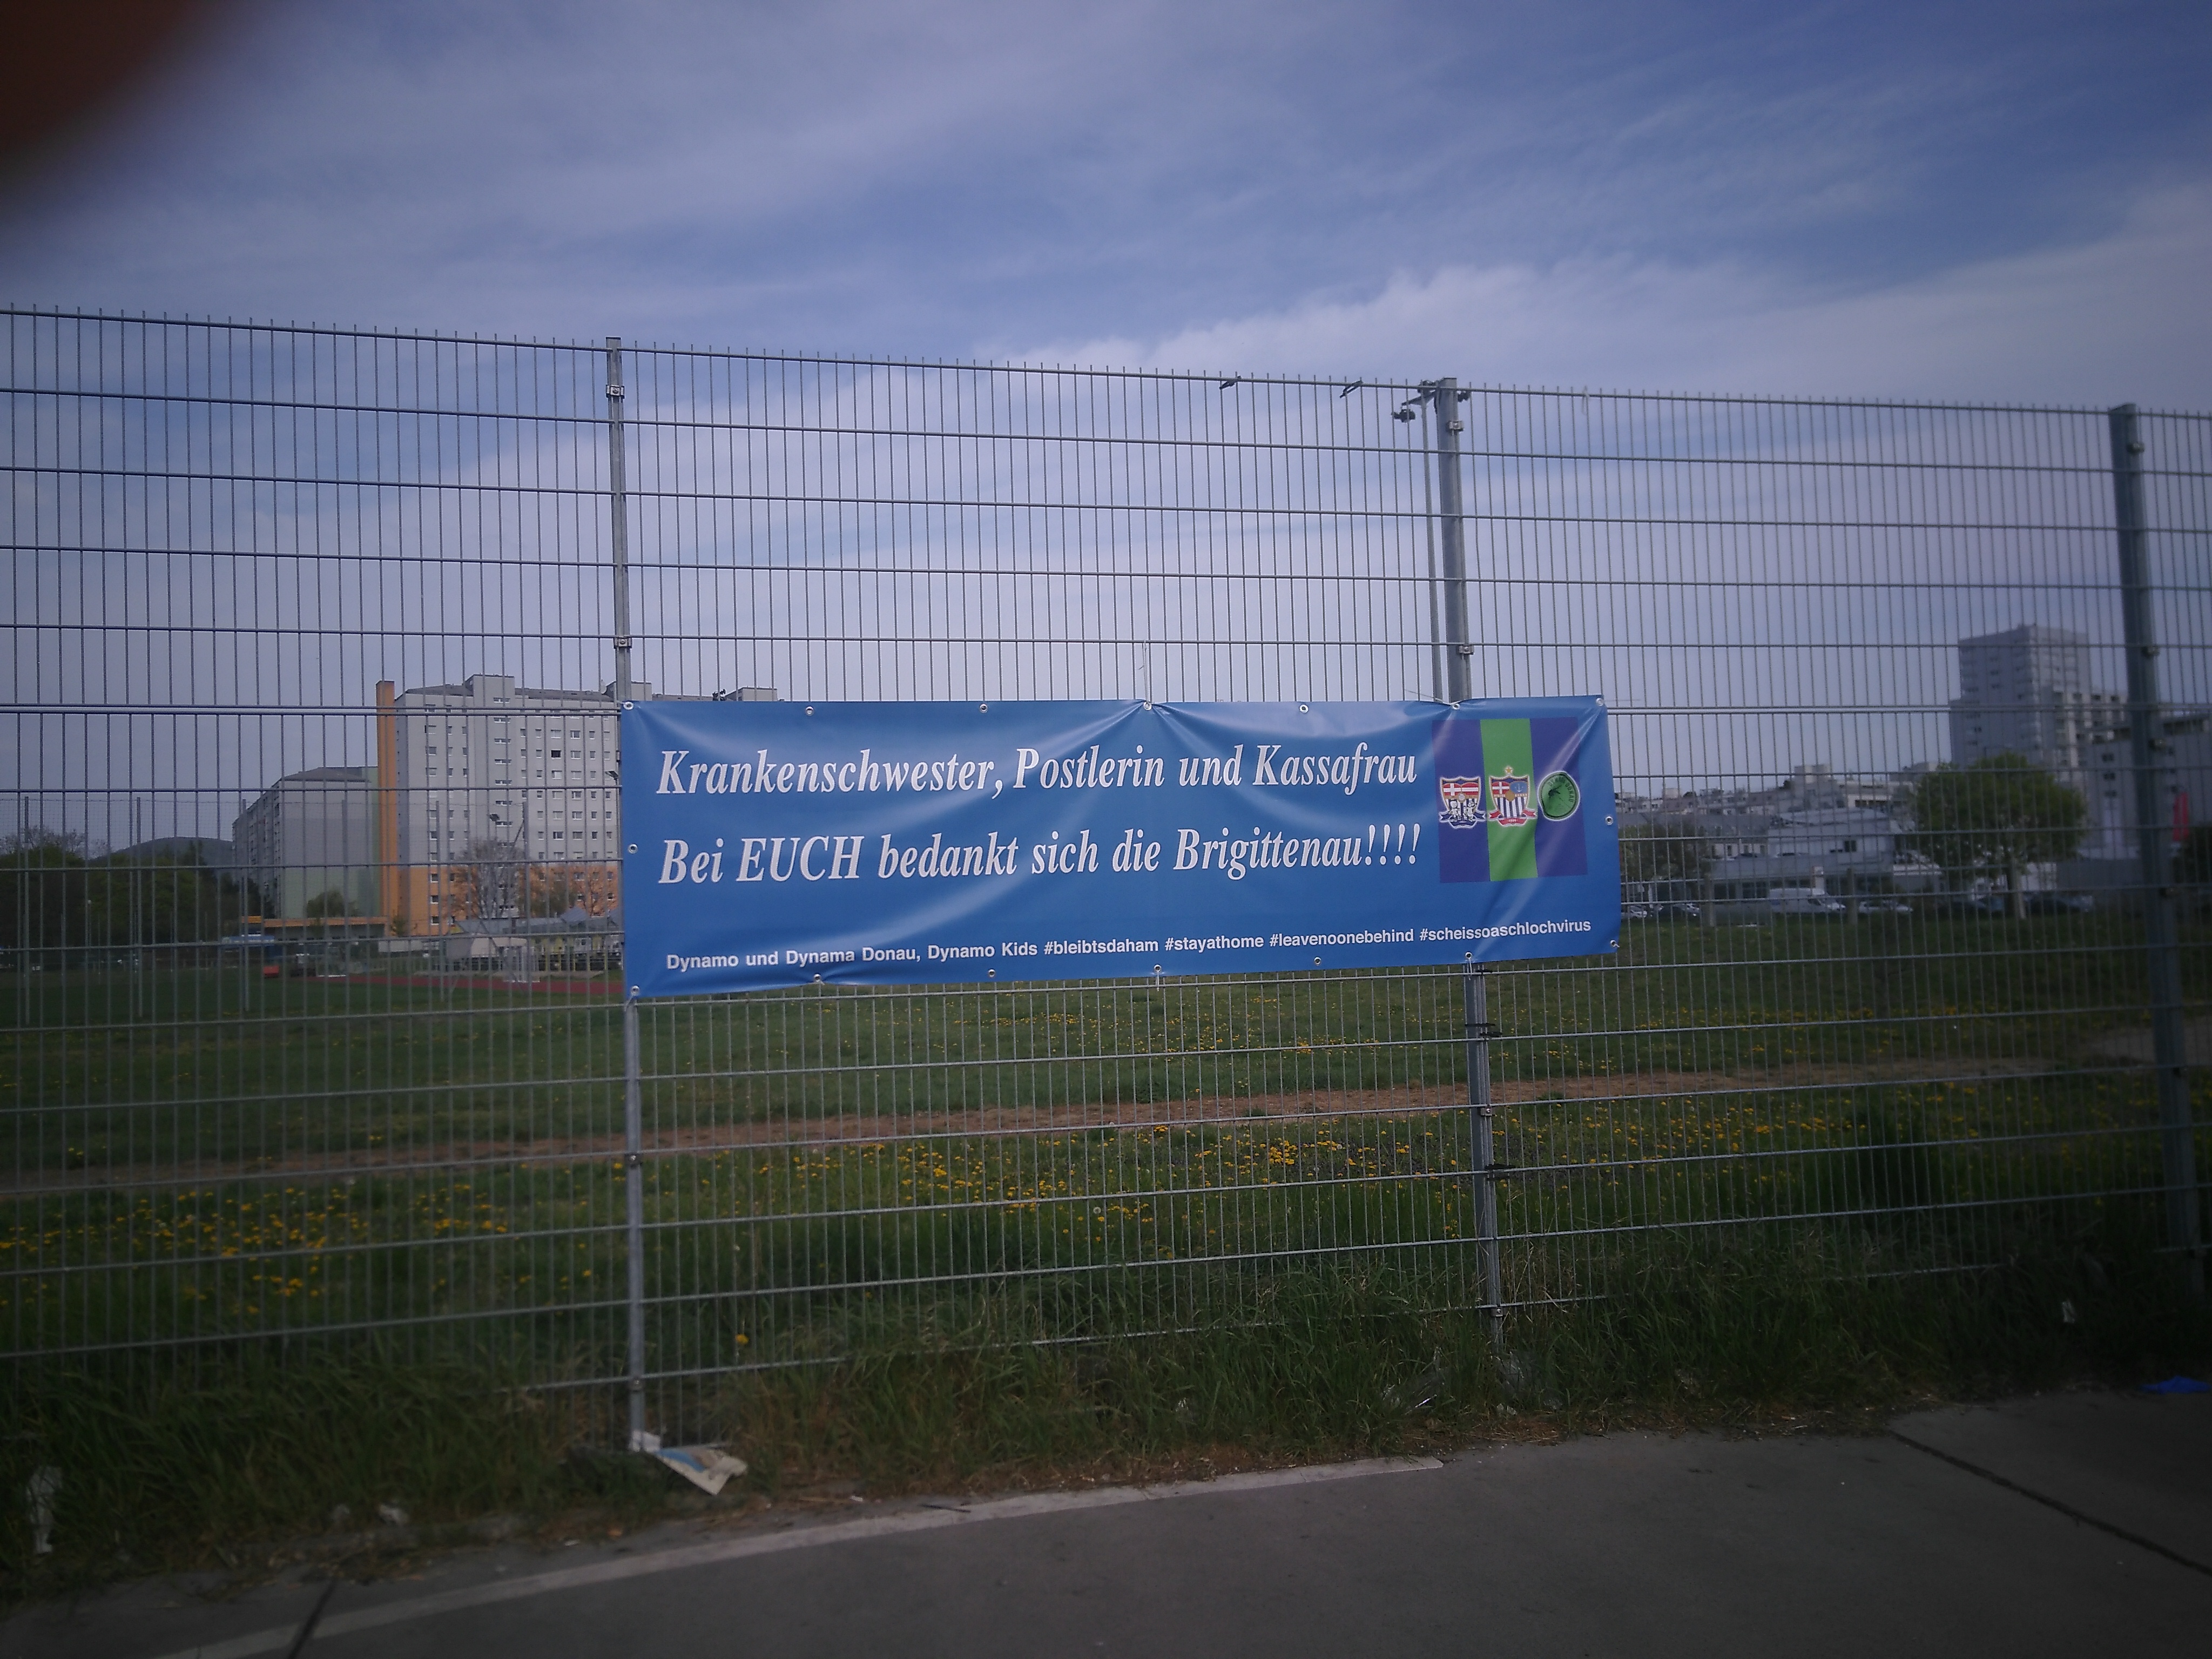 Krankenschwester, Postlerin und Kassafrau
Bei EUCH bedankt sich die Brigittenau!!!!
Dynamo und Dynama Donau, Dynamo Kids #bleibtsdaham #stayathome #leavenoonebehind #scheissoaschlochvirus